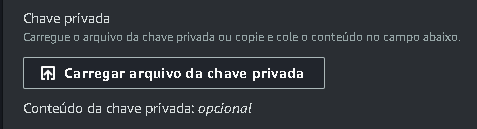 Chave privada
Carregue o arquivo da chave privada ou copie e cole o conteúdo no campo abaixo.
Carregar arquivo da chave privada
Conteúdo da chave privada: opcional